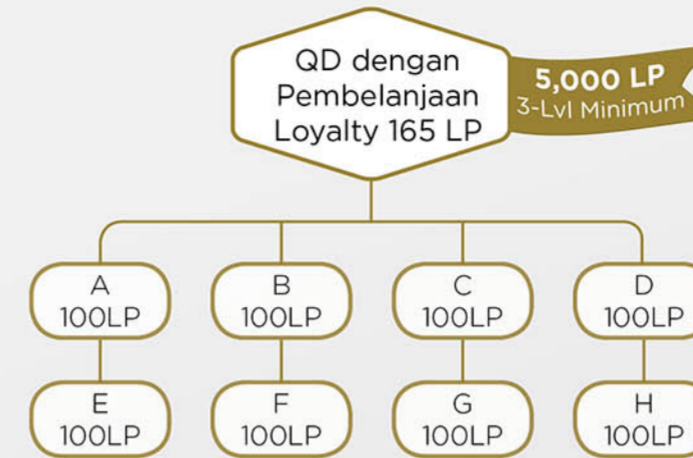 QD dengan
Pembelanjaan
Loyalty 165 LP
5,000 LP
3-Lvl Minimum
A
100LP
B
100LP
C
100LP
D
100LP
E
100LP
F
100LP
G
100LP
H
100LP